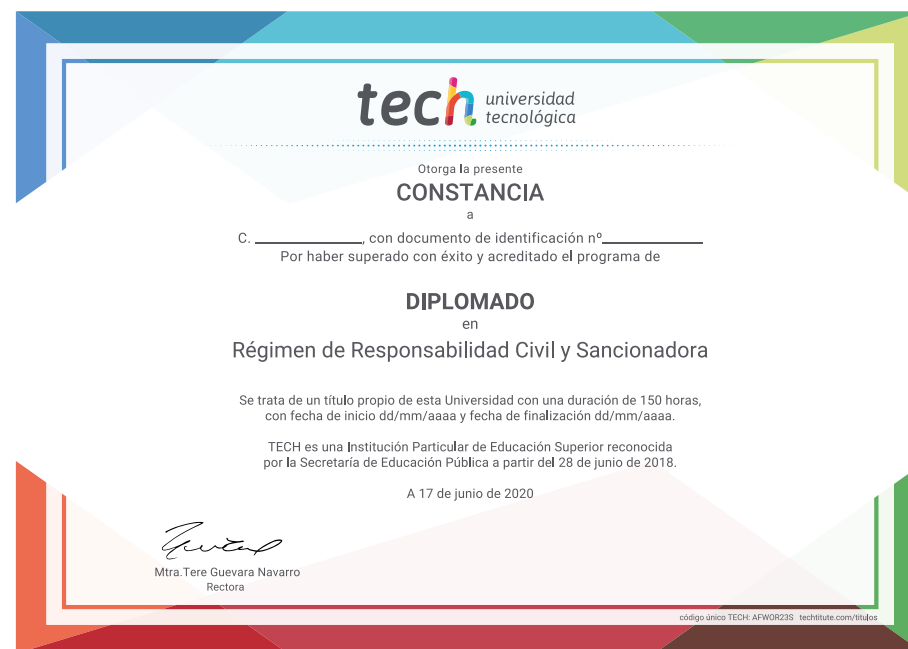 tech universidad
tecnológica
Otorga la presente
CONSTANCIA
a
C. ____________, con documento de identificación nº____________
Por haber superado con éxito y acreditado el programa de
DIPLOMADO
en
Régimen de Responsabilidad Civil y Sancionadora
Se trata de un título propio de esta Universidad con una duración de 150 horas,
con fecha de inicio dd/mm/aaaa y fecha de finalización dd/mm/aaaa.
TECH es una Institución Particular de Educación Superior reconocida
por la Secretaría de Educación Pública a partir del 28 de junio de 2018.
A 17 de junio de 2020
Mtra.Tere Guevara Navarro
Rectora
código único TECH: AFWOR23S techtitute.com/titulos